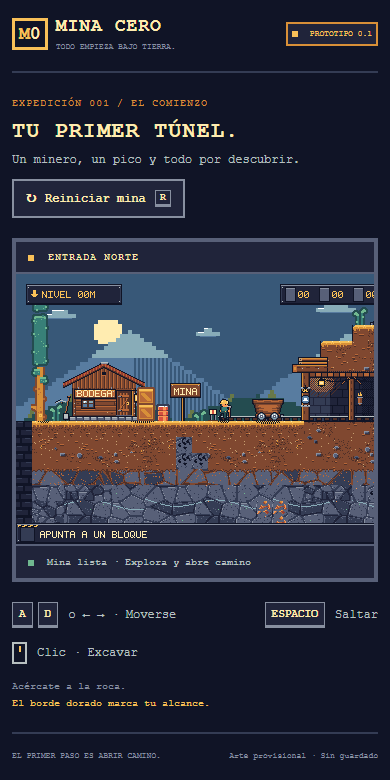 M0 MINA CERO
TODO EMPIEZA BAJO TIERRA.
PROTOTIPO 0.1
EXPEDICIÓN 001 / EL COMIENZO
TU PRIMER TÚNEL.
Un minero, un pico y todo por descubrir.
↻ Reiniciar mina R
ENTRADA NORTE
NIVEL 00M
00 00 00
BODEGA
MINA
APUNTA A UN BLOQUE
Mina lista · Explora y abre camino
A D o ← → · Moverse
ESPACIO Saltar
Clic · Excavar
Acércate a la roca.
El borde dorado marca tu alcance.
EL PRIMER PASO ES ABRIR CAMINO.
Arte provisional · Sin guardado